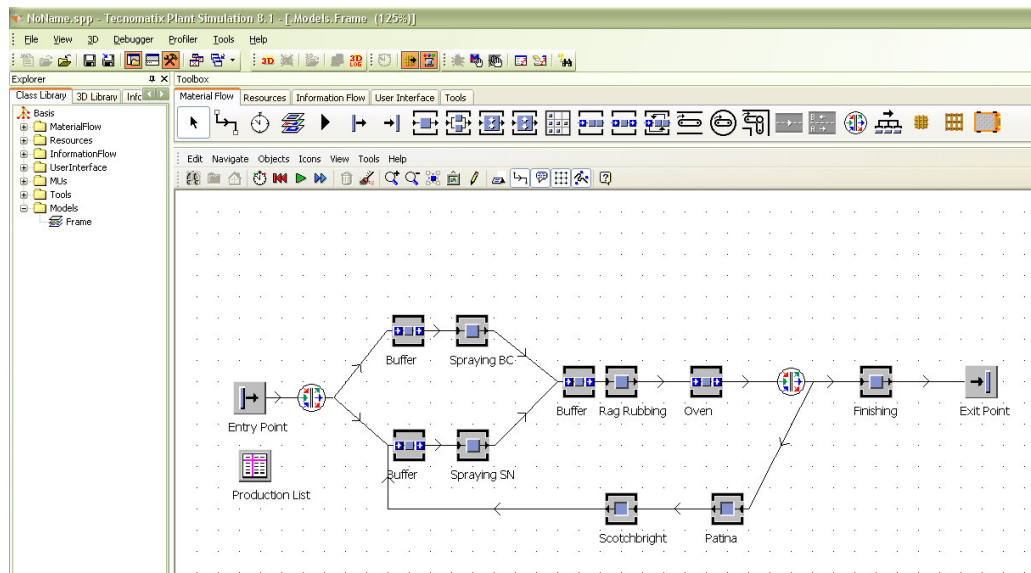 NoName.spp - Tecnomatix Plant Simulation 8.1 - [.Models.Frame (125%)]
File View 3D Debugger Profiler Tools Help
Explorer
Toolbox
Class Library 3D Library Infc
Material Flow Resources Information Flow User Interface Tools
Basis
MaterialFlow
Resources
InformationFlow
UserInterface
MUs
Tools
Models
Frame
Edit Navigate Objects Icons View Tools Help
Buffer Spraying BC
Buffer Rag Rubbing Oven Finishing Exit Point
Entry Point
Buffer Spraying SN
Production List
Scotchbright Patina